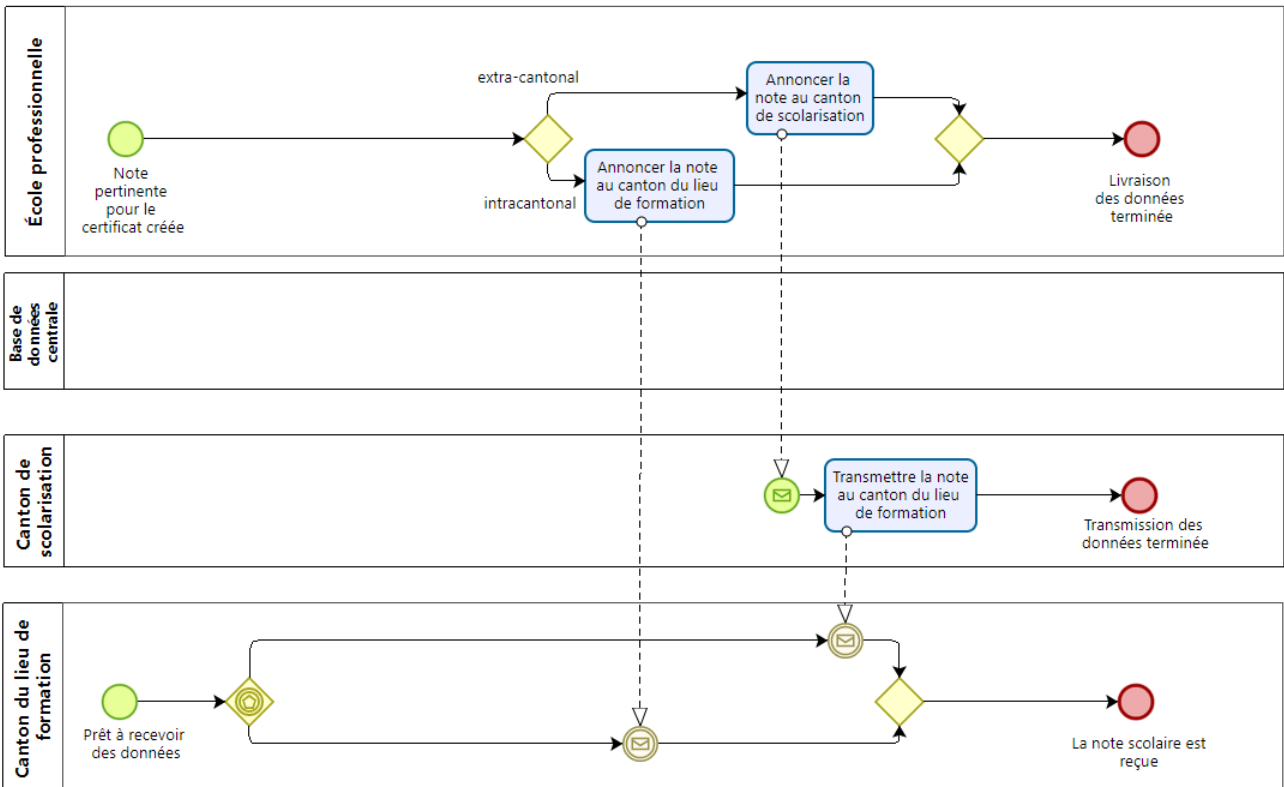 École professionnelle
extra-cantonal
Annoncer la
note au canton
de scolarisation
Note
pertinente
pour le
certificat créée
Annoncer la note
au canton du lieu
de formation
intracantonal
Livraison
des données
terminée
Base de
données
centrale
Canton de
scolarisation
Transmettre la note
au canton du lieu
de formation
Transmission des
données terminée
Canton du lieu de
formation
Prêt à recevoir
des données
La note scolaire est
reçue